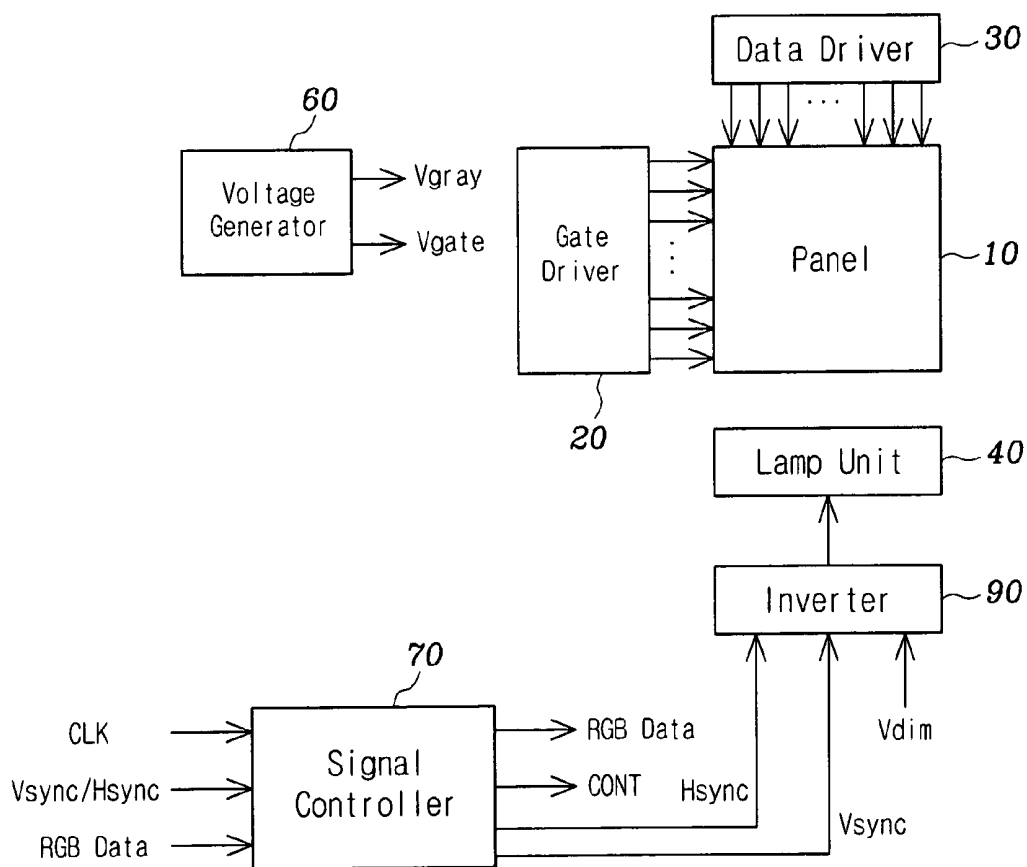 Data Driver
30
60
Voltage
Generator
Vgray
Vgate
Gate
Driver
20
Panel
10
Lamp Unit
40
Inverter
90
70
CLK
Vsync/Hsync
RGB Data
Signal
Controller
RGB Data
CONT
Hsync
Vsync
Vdim